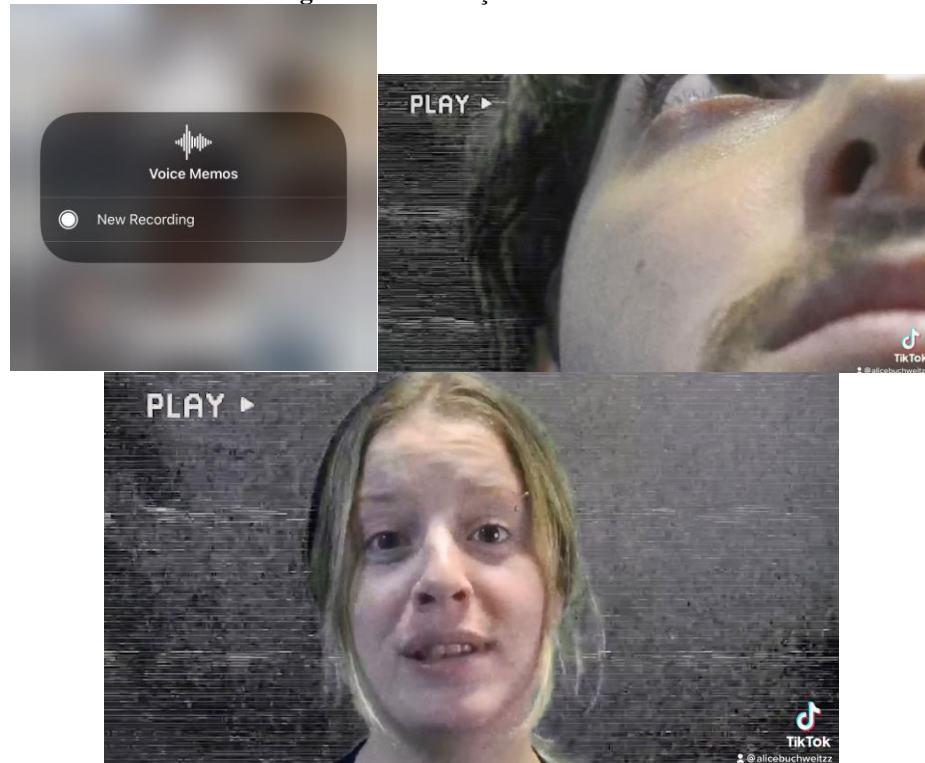 Voice Memos
New Recording
PLAY
TikTok
@alicebuchweitzz
PLAY
TikTok
@alicebuchweitzz